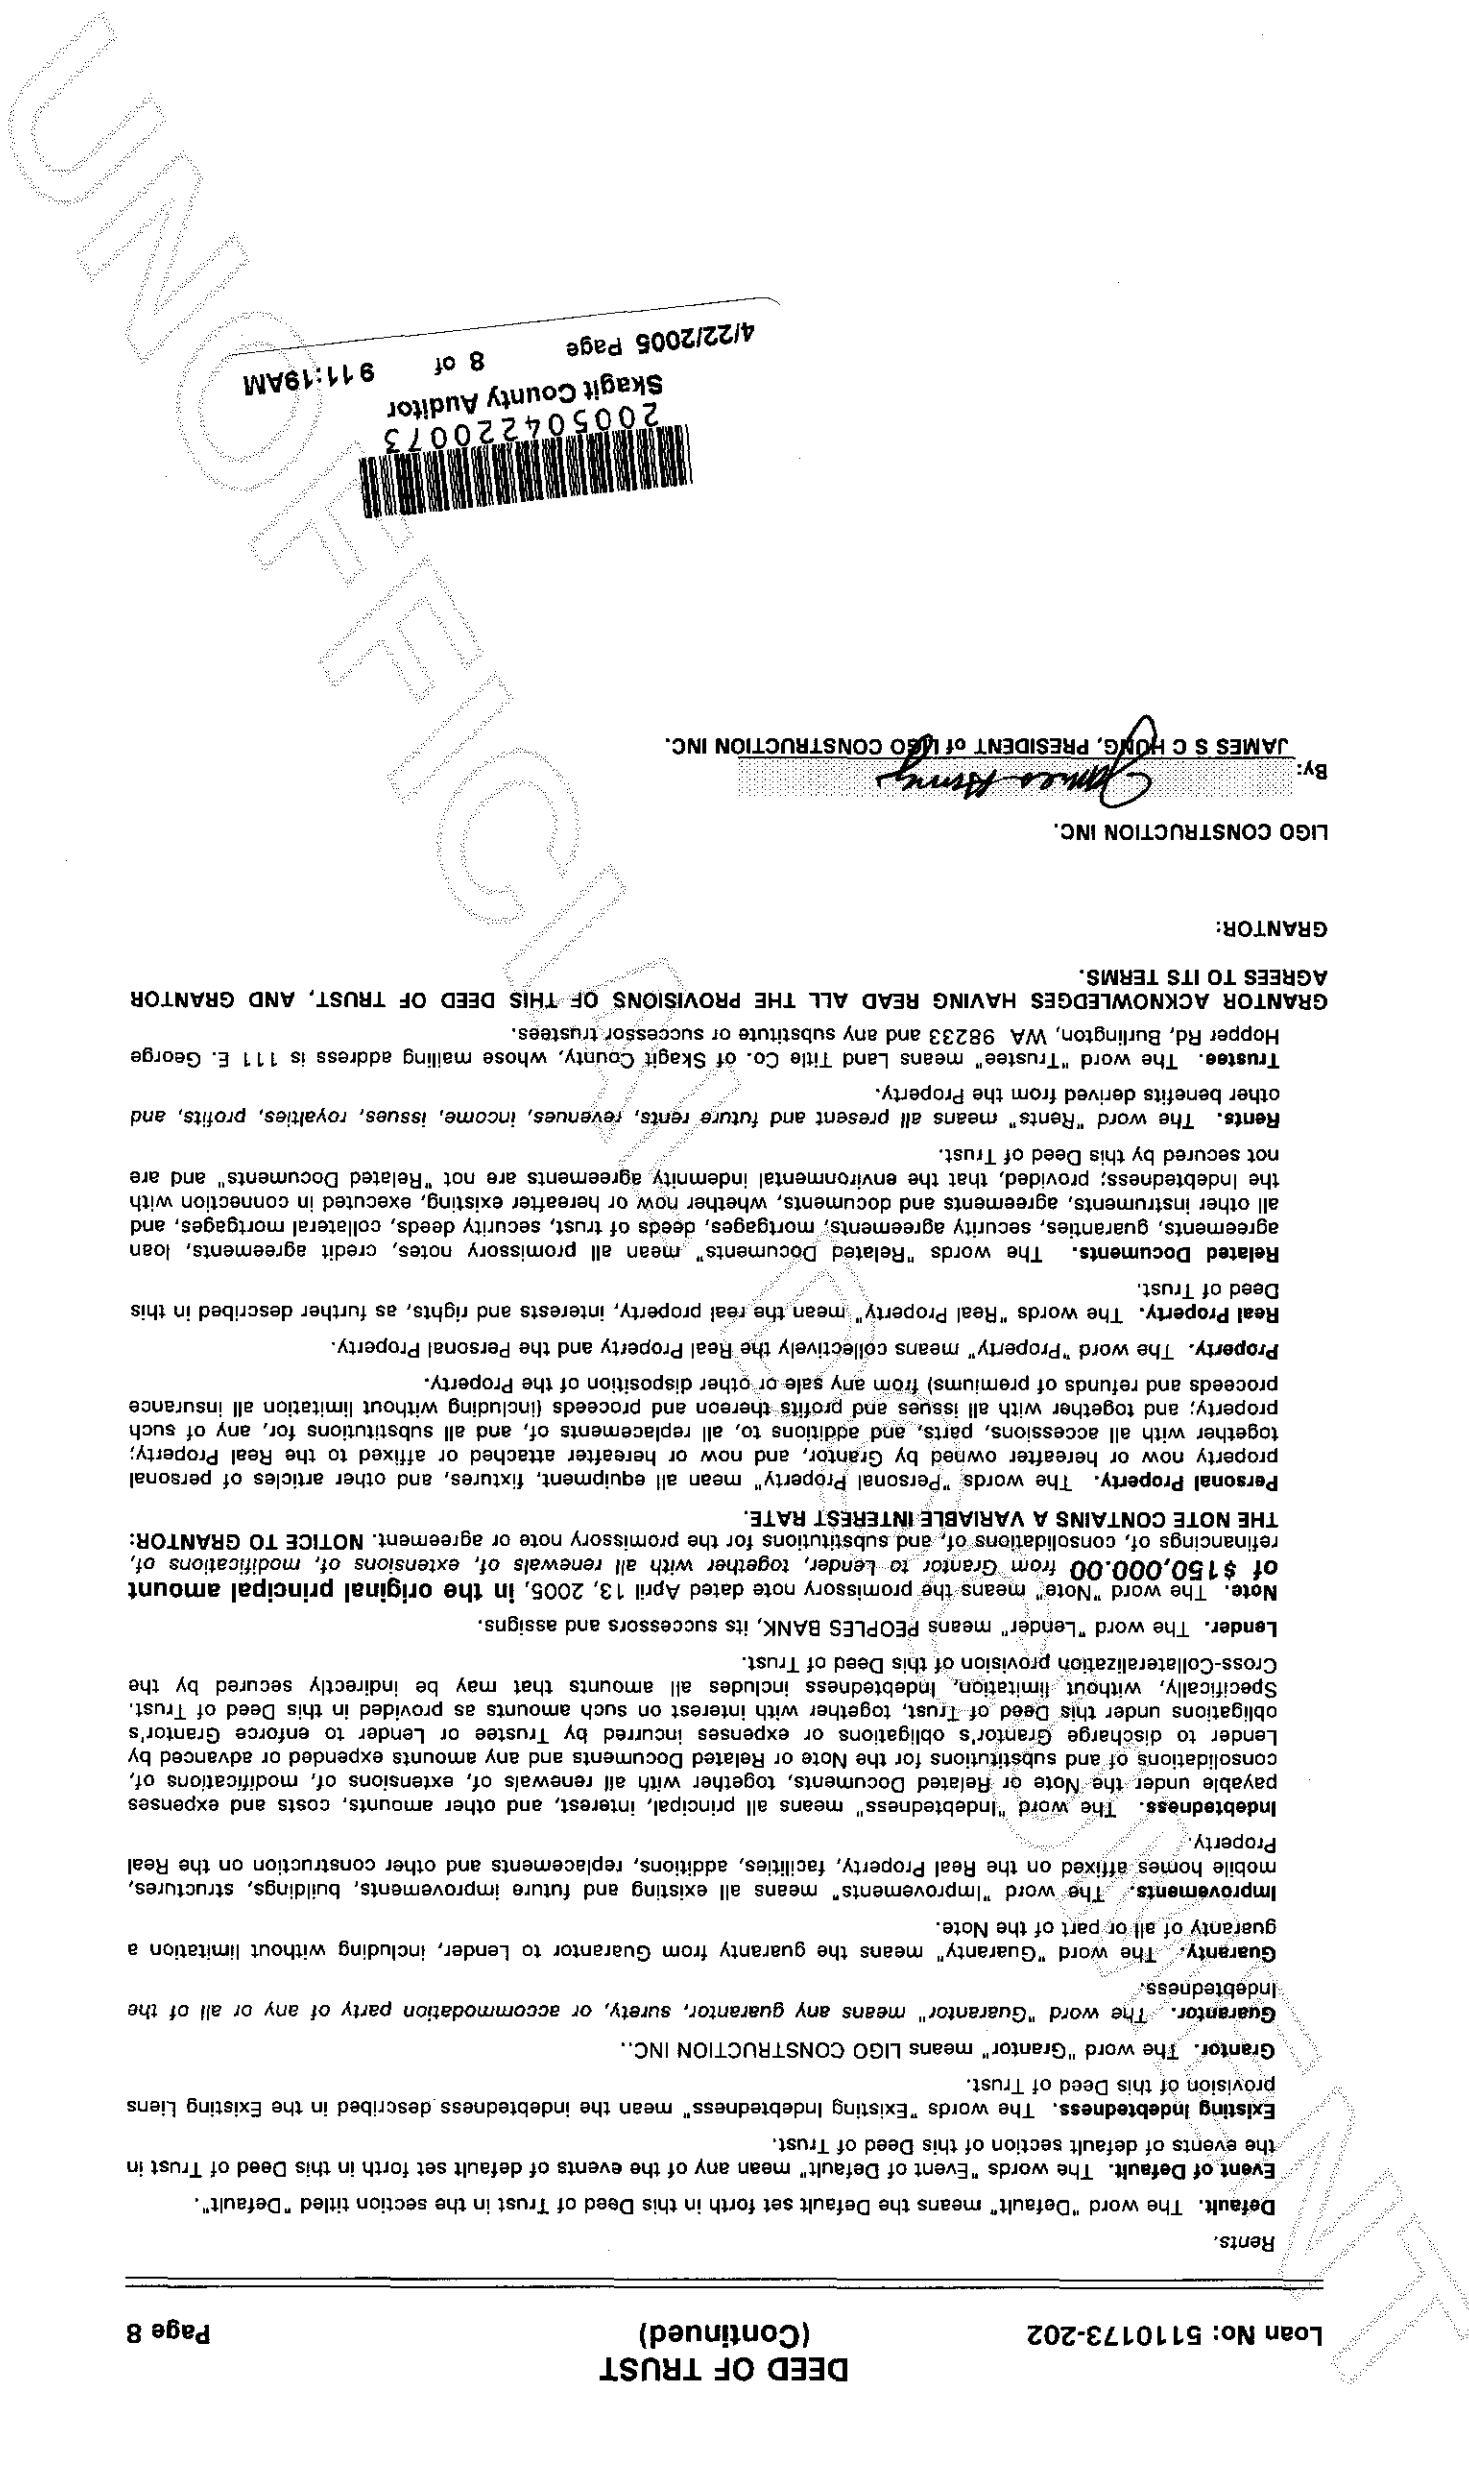 DEED OF TRUST
Loan No: 5110173-202 (Continued) Page 8
Rents.
Default. The word "Default" means the Default set forth in this Deed of Trust in the section titled "Default".
Event of Default. The words "Event of Default" mean any of the events of default set forth in this Deed of Trust in
the events of default section of this Deed of Trust.
Existing Indebtedness. The words "Existing Indebtedness" mean the indebtedness described in the Existing Liens
provision of this Deed of Trust.
Grantor. The word "Grantor" means LIGO CONSTRUCTION INC..
Guarantor. The word "Guarantor" means any guarantor, surety, or accommodation party of any or all of the
Indebtedness.
Guaranty. The word "Guaranty" means the guaranty from Guarantor to Lender, including without limitation a
guaranty of all or part of the Note.
Improvements. The word "Improvements" means all existing and future improvements, buildings, structures,
mobile homes affixed on the Real Property, facilities, additions, replacements and other construction on the Real
Property.
Indebtedness. The word "Indebtedness" means all principal, interest, and other amounts, costs and expenses
payable under the Note or Related Documents, together with all renewals of, extensions of, modifications of,
consolidations of and substitutions for the Note or Related Documents and any amounts expended or advanced by
Lender to discharge Grantor's obligations or expenses incurred by Trustee or Lender to enforce Grantor's
obligations under this Deed of Trust, together with interest on such amounts as provided in this Deed of Trust.
Specifically, without limitation, Indebtedness includes all amounts that may be indirectly secured by the
Cross-Collateralization provision of this Deed of Trust.
Lender. The word "Lender" means PEOPLES BANK, its successors and assigns.
Note. The word "Note" means the promissory note dated April 13, 2005, in the original principal amount
of $150,000.00 from Grantor to Lender, together with all renewals of, extensions of, modifications of,
refinancings of, consolidations of, and substitutions for the promissory note or agreement. NOTICE TO GRANTOR:
THE NOTE CONTAINS A VARIABLE INTEREST RATE.
Personal Property. The words "Personal Property" mean all equipment, fixtures, and other articles of personal
property now or hereafter owned by Grantor, and now or hereafter attached or affixed to the Real Property;
together with all accessions, parts, and additions to, all replacements of, and all substitutions for, any of such
property; and together with all issues and profits thereon and proceeds (including without limitation all insurance
proceeds and refunds of premiums) from any sale or other disposition of the Property.
Property. The word "Property" means collectively the Real Property and the Personal Property.
Real Property. The words "Real Property" mean the real property, interests and rights, as further described in this
Deed of Trust.
Related Documents. The words "Related Documents" mean all promissory notes, credit agreements, loan
agreements, guaranties, security agreements, mortgages, deeds of trust, security deeds, collateral mortgages, and
all other instruments, agreements and documents, whether now or hereafter existing, executed in connection with
the Indebtedness; provided, that the environmental indemnity agreements are not "Related Documents" and are
not secured by this Deed of Trust.
Rents. The word "Rents" means all present and future rents, revenues, income, issues, royalties, profits, and
other benefits derived from the Property.
Trustee. The word "Trustee" means Land Title Co. of Skagit County, whose mailing address is 111 E. George
Hopper Rd, Burlington, WA 98233 and any substitute or successor trustees.
GRANTOR ACKNOWLEDGES HAVING READ ALL THE PROVISIONS OF THIS DEED OF TRUST, AND GRANTOR
AGREES TO ITS TERMS.
GRANTOR:
LIGO CONSTRUCTION INC.
By: James Hung
JAMES S C HUNG, PRESIDENT of LIGO CONSTRUCTION INC.
200504220073
Skagit County Auditor
4/22/2005 Page 8 of 9 11:19AM
UNOFFICIAL DOCUMENT